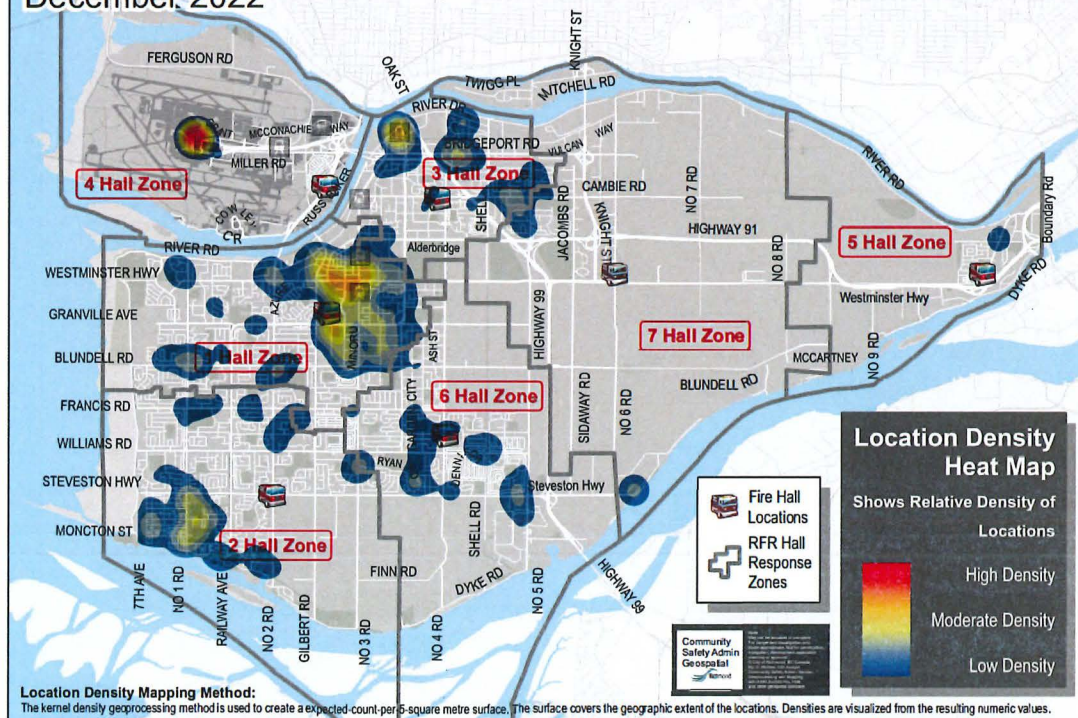 December 2022
KNIGHT ST
FERGUSON RD
OAK ST
TWIGG PL
MITCHELL RD
RIVER DR
MCCONACHIE WAY
BRIDGEPORT RD
VULCAN WAY
MILLER RD
3 Hall Zone
4 Hall Zone
CAMBIE RD
NO 7 RD
RIVER RD
Boundary Rd
JACOMBS RD
HIGHWAY 91
5 Hall Zone
RIVER RD
Alderbridge
WESTMINSTER HWY
NO 8 RD
DYKE RD
Westminster Hwy
GRANVILLE AVE
MINORU
ASH ST
HIGHWAY 99
7 Hall Zone
BLUNDELL RD
1 Hall Zone
MCCARTNEY
NO 9 RD
BLUNDELL RD
6 Hall Zone
FRANCIS RD
SIDAWAY RD
NO 6 RD
WILLIAMS RD
RYAN
STEVESTON HWY
Steveston Hwy
SHELL RD
MONCTON ST
2 Hall Zone
FINN RD
DYKE RD
HIGHWAY 99
7TH AVE
NO 1 RD
RAILWAY AVE
NO 2 RD
GILBERT RD
NO 3 RD
NO 4 RD
NO 5 RD
Fire Hall
Locations
RFR Hall
Response
Zones
Location Density
Heat Map
Shows Relative Density of
Locations
High Density
Moderate Density
Low Density
Community
Safety Admin
Geospatial
Richmond
Location Density Mapping Method:
The kernel density geoprocessing method is used to create a expected-count-per-5-square metre surface. The surface covers the geographic extent of the locations. Densities are visualized from the resulting numeric values.